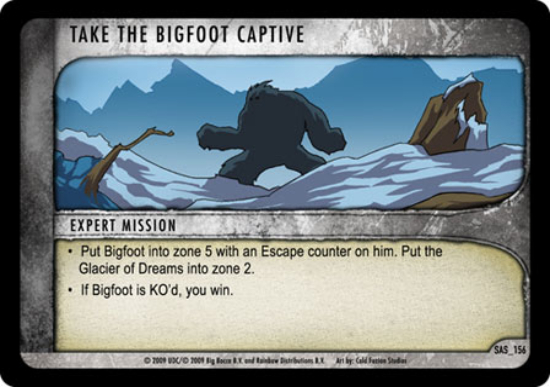 TAKE THE BIGFOOT CAPTIVE
EXPERT MISSION
• Put Bigfoot into zone 5 with an Escape counter on him. Put the
Glacier of Dreams into zone 2.
• If Bigfoot is KO'd, you win.
SAS_156
© 2009 UDC/© 2009 Big Bocca B.V. and Rainbow Distributions B.V. Art by: Cold Fusion Studios